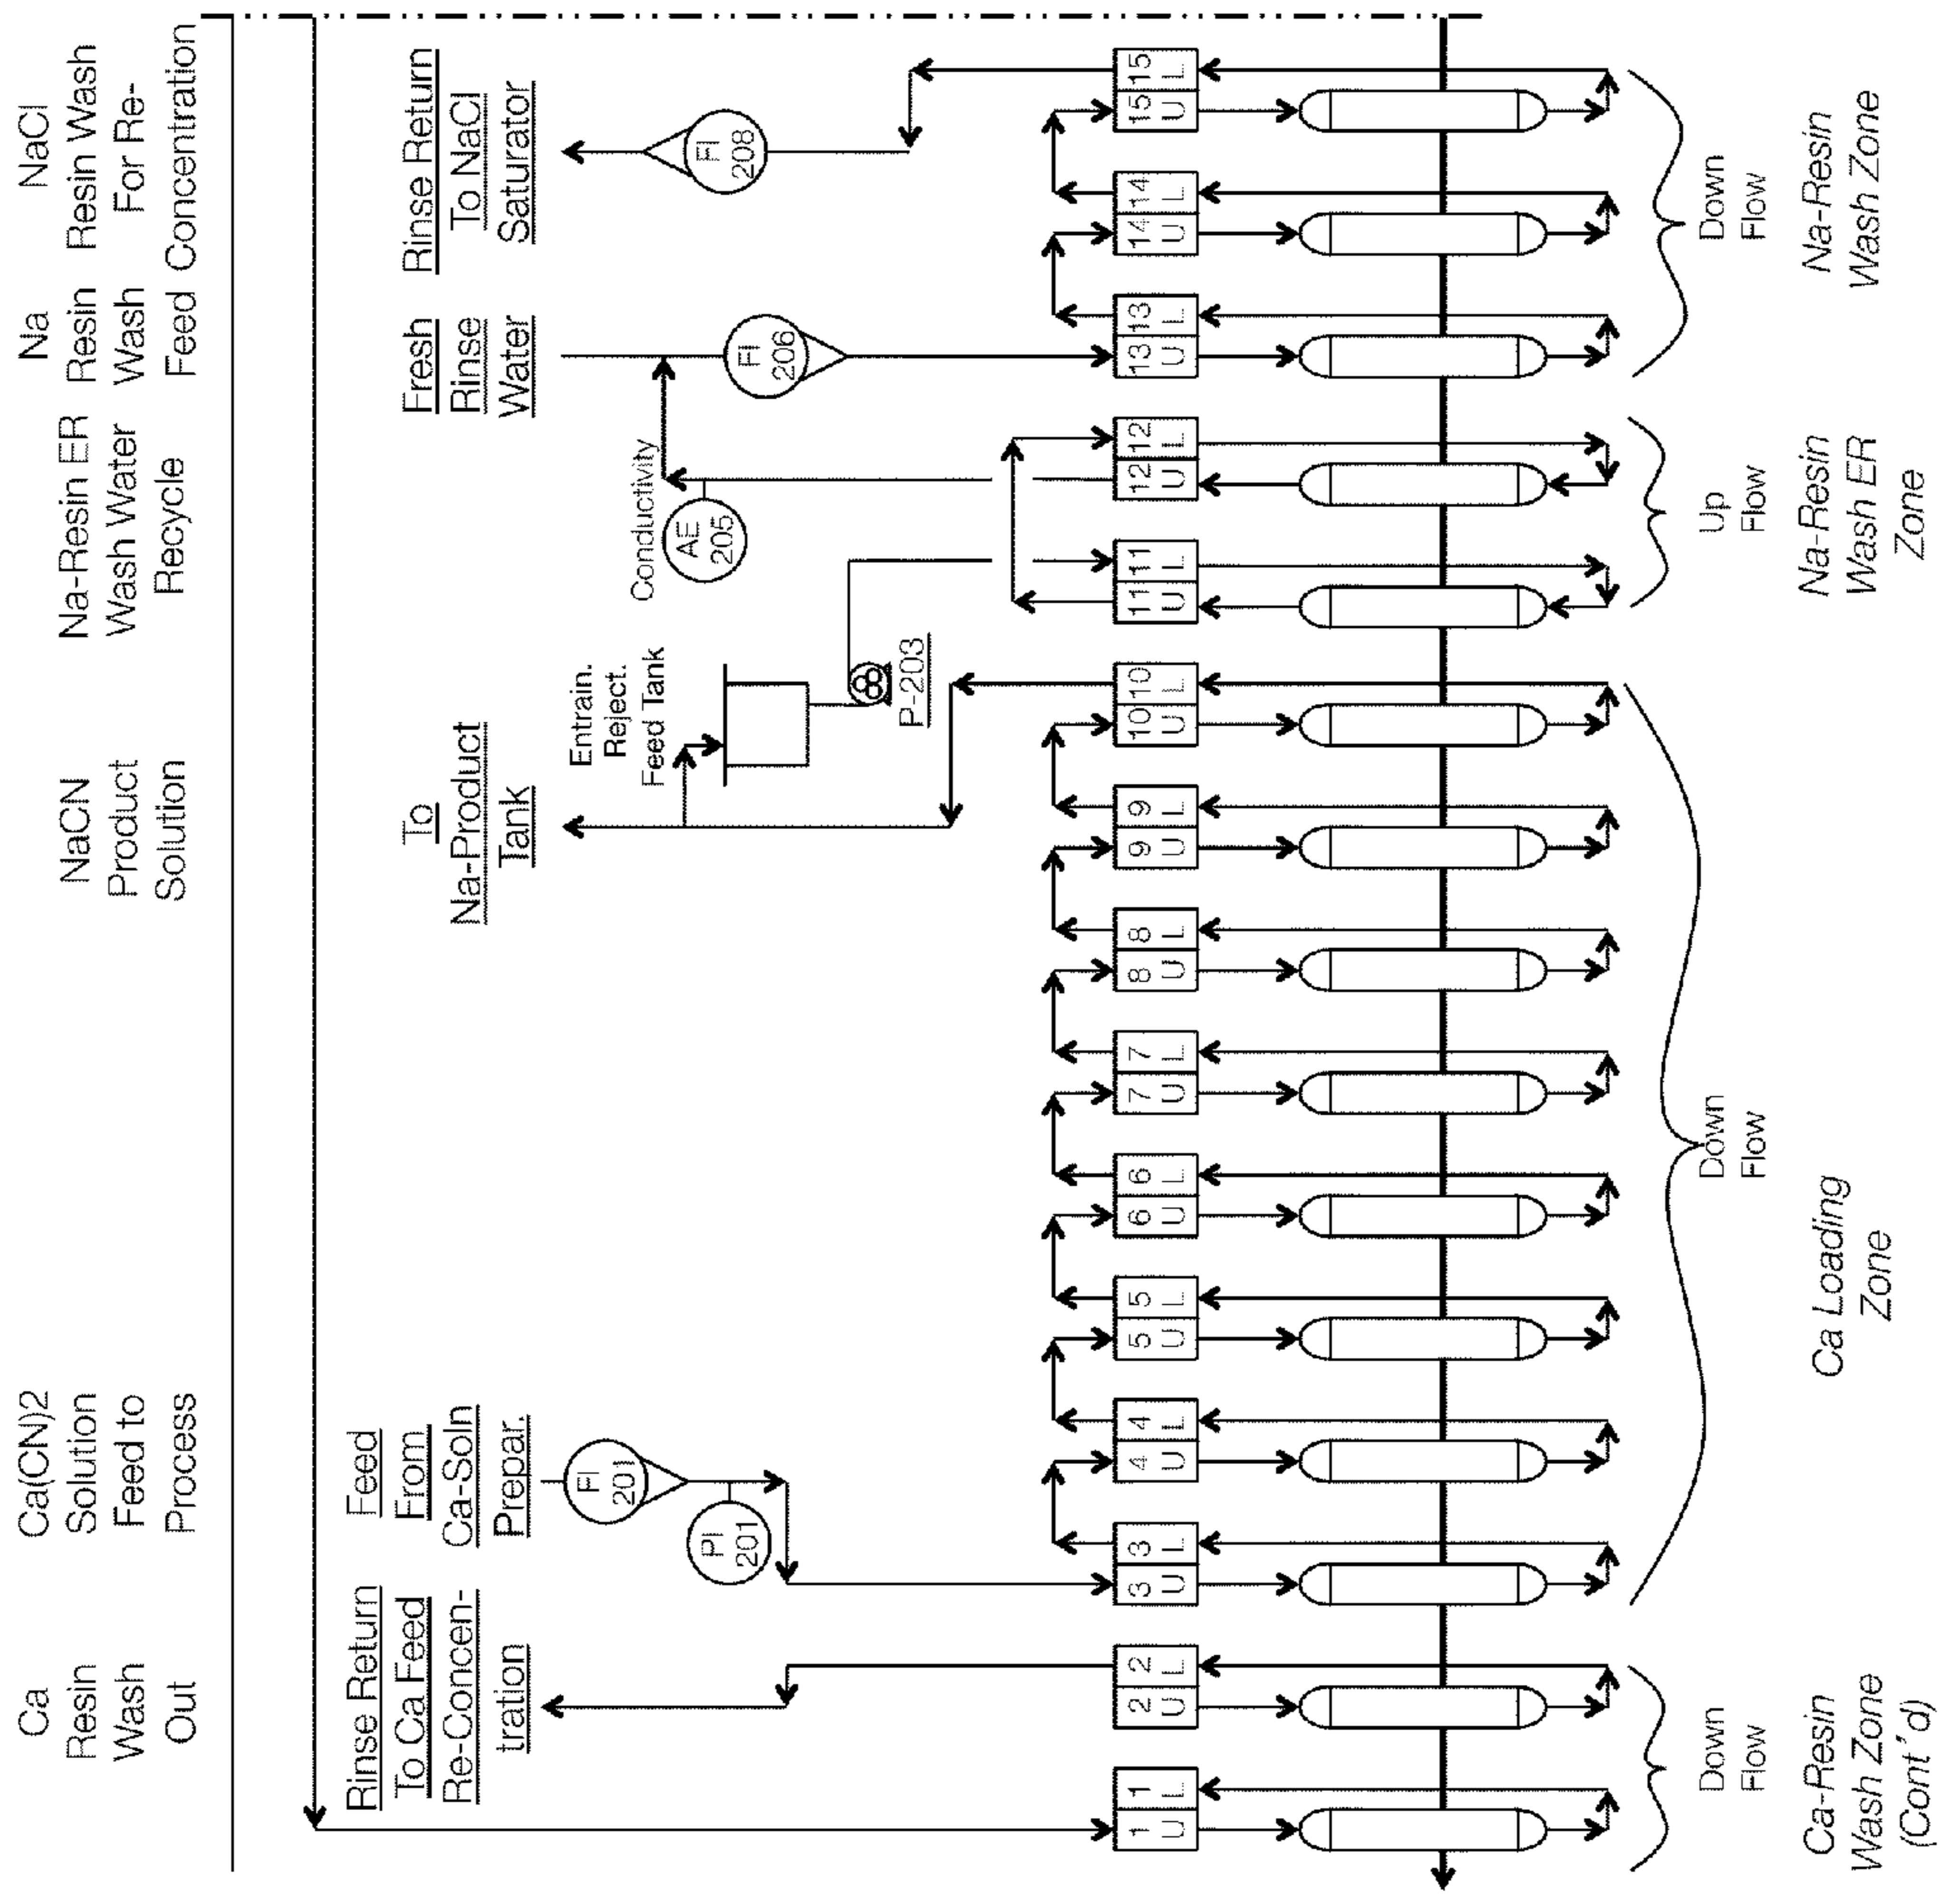 Ca
Resin
Wash
Out
Ca(CN)2
Solution
Feed to
Process
NaCN
Product
Solution
Na-Resin ER
Wash Water
Recycle
Na
Resin
Wash
Feed
NaCl
Resin Wash
For Re-
Concentration
Rinse Return
To Ca Feed
Re-Concen-
tration
Feed
From
Ca-Soln
Prepar.
FI
201
PI
201
To
Na-Product
Tank
Entrain.
Reject.
Feed Tank
P-203
Conductivity
AE
205
Fresh
Rinse
Water
FI
206
Rinse Return
To NaCl
Saturator
FI
208
1 1
U L
2 2
U L
3 3
U L
4 4
U L
5 5
U L
6 6
U L
7 7
U L
8 8
U L
9 9
U L
10 10
U L
11 11
U L
12 12
U L
13 13
U L
14 14
U L
15 15
U L
Down
Flow
Down
Flow
Up
Flow
Down
Flow
Ca-Resin
Wash Zone
(Cont'd)
Ca Loading
Zone
Na-Resin
Wash ER
Zone
Na-Resin
Wash Zone